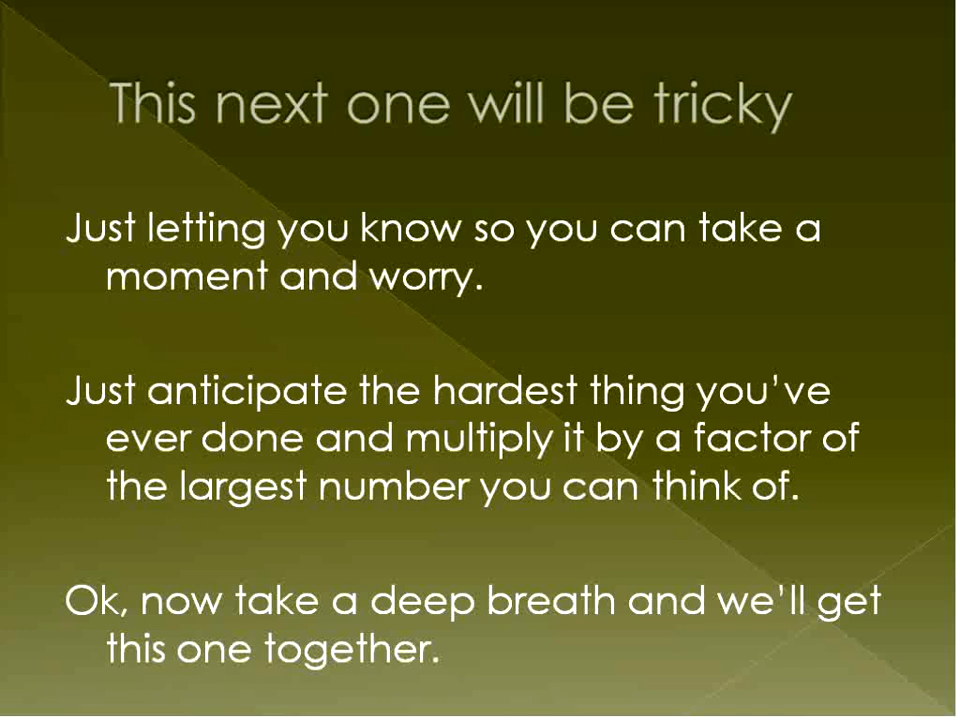 This next one will be tricky
Just letting you know so you can take a
moment and worry.
Just anticipate the hardest thing you've
ever done and multiply it by a factor of
the largest number you can think of.
Ok, now take a deep breath and we'll get
this one together.